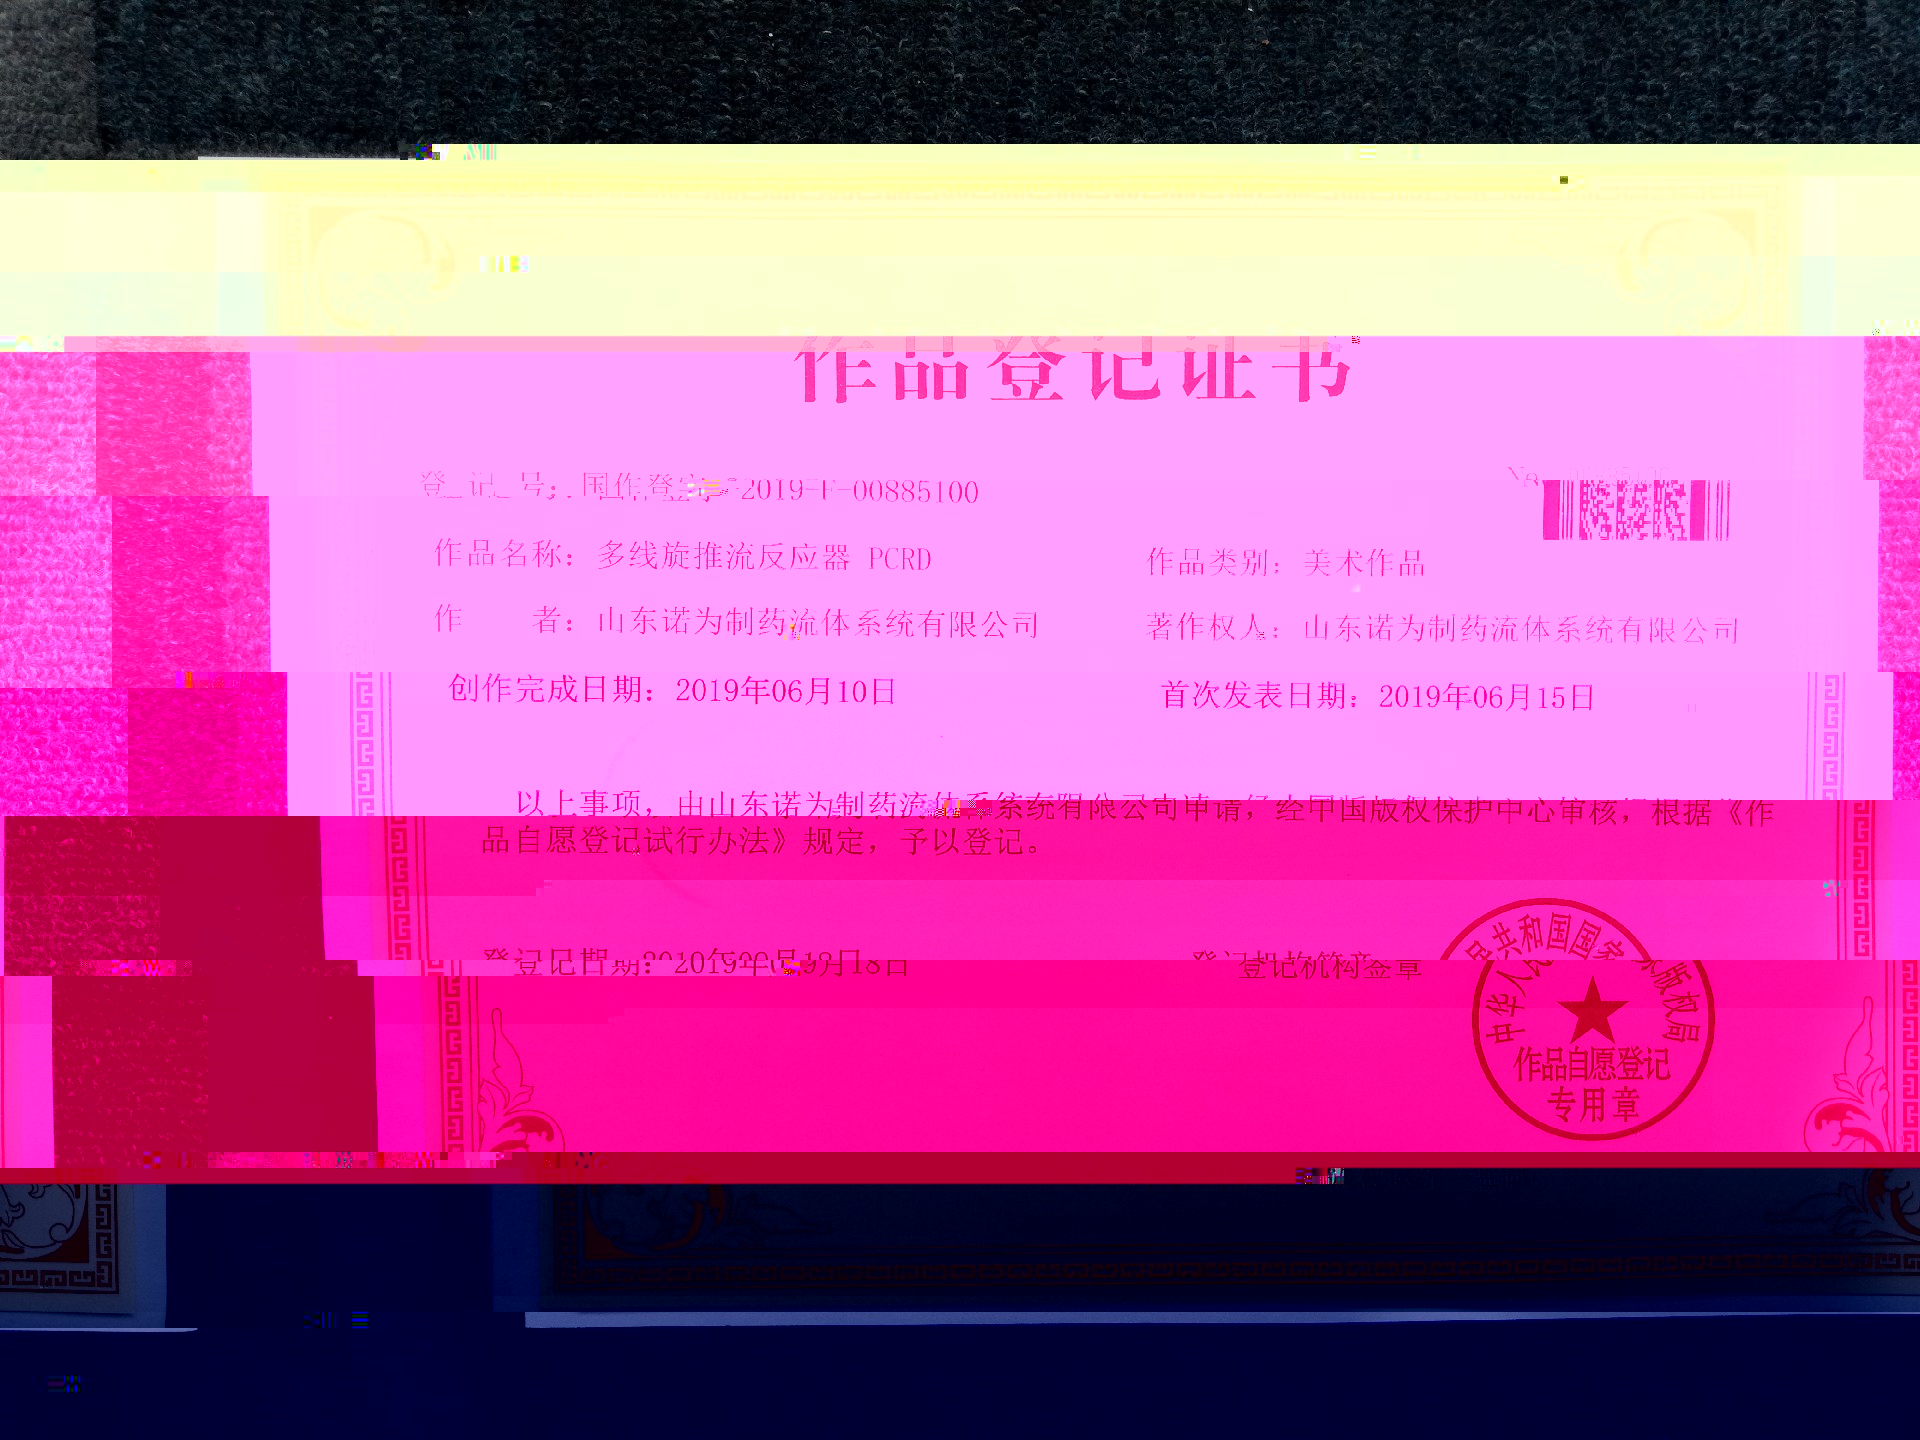 作品登记证书
No.
登 记 号：国作登字-2019-F-00885100
作品名称：多线旋推流反应器 PCRD
作品类别：美术作品
作 者：山东诺为制药流体系统有限公司
著作权人：山东诺为制药流体系统有限公司
创作完成日期：2019年06月10日
首次发表日期：2019年06月15日
以上事项，由山东诺为制药流体系统有限公司申请，经中国版权保护中心审核，根据《作
品自愿登记试行办法》规定，予以登记。
登记日期：
登记机构签章
中华人民共和国国家版权局
作品自愿登记
专用章